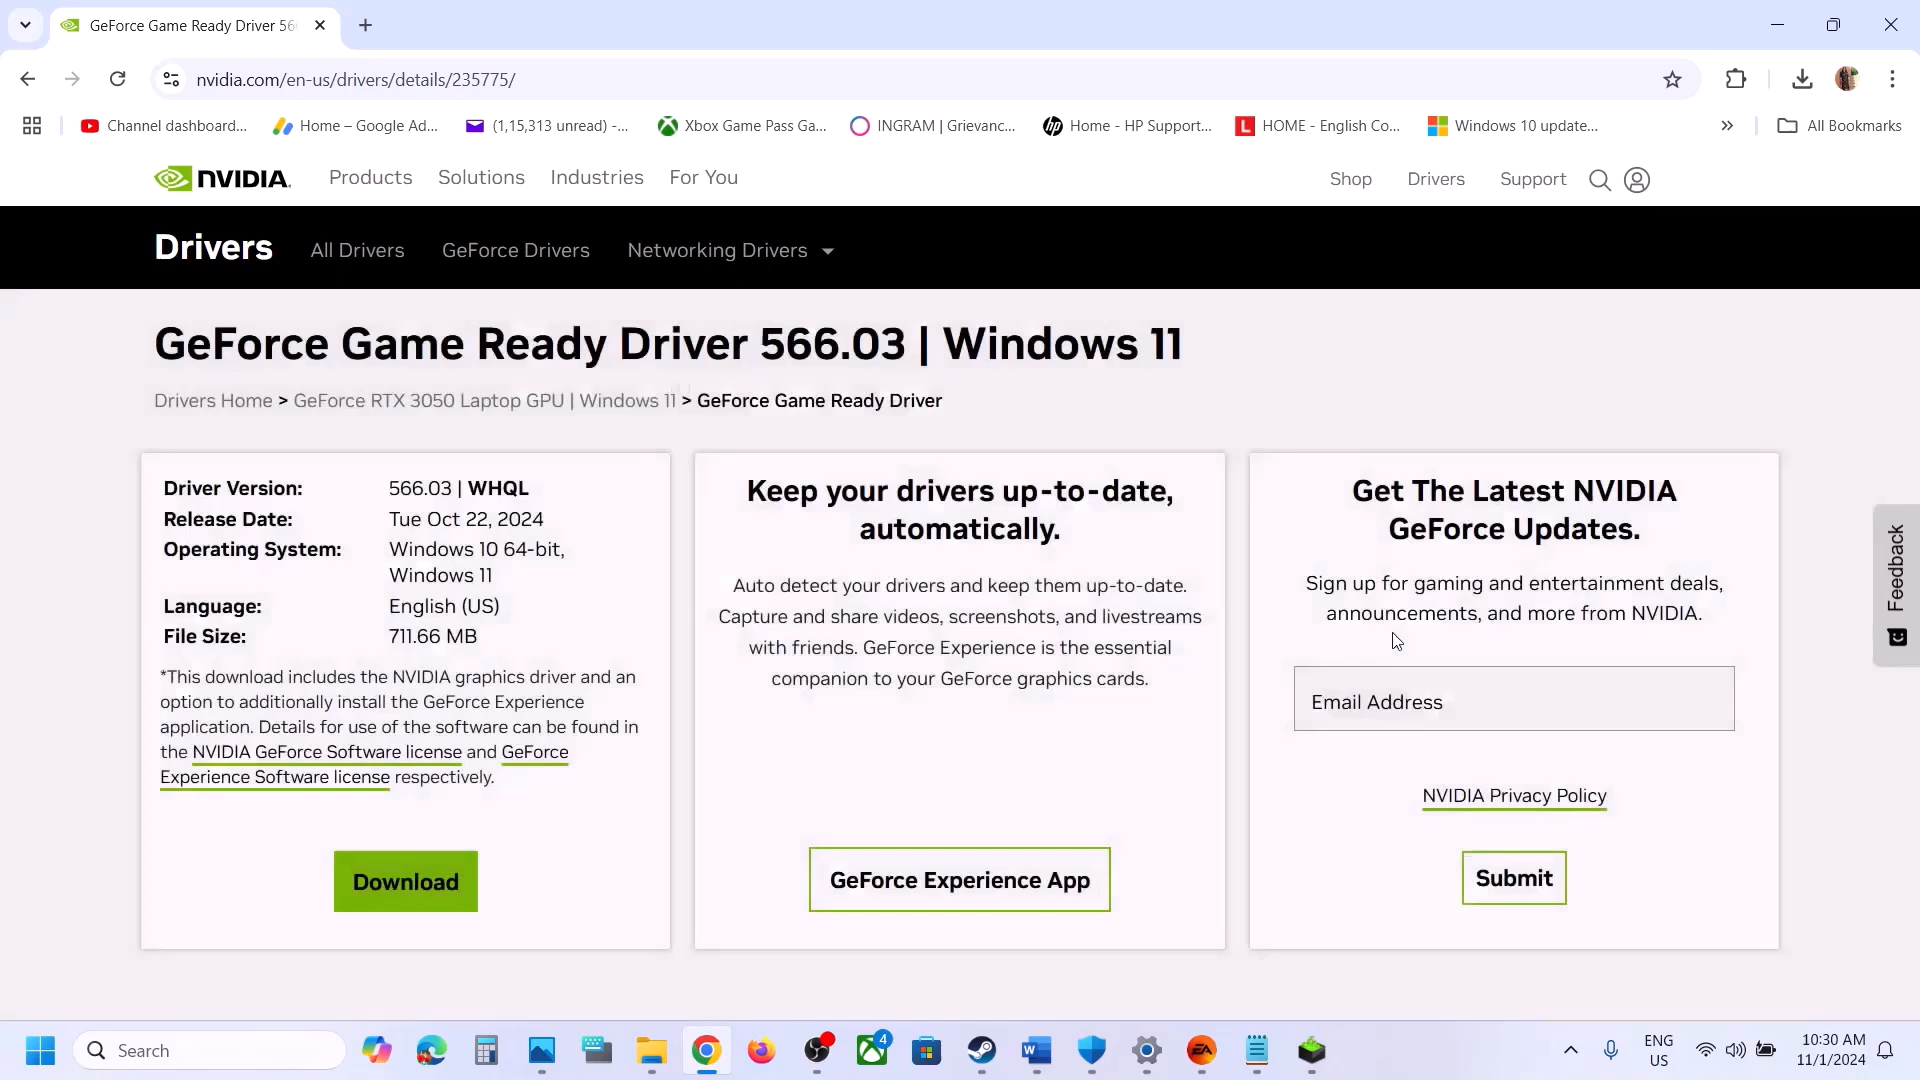 GeForce Game Ready Driver 56
nvidia.com/en-us/drivers/details/235775/
Channel dashboard...
Home – Google Ad...
(1,15,313 unread) -...
Xbox Game Pass Ga...
INGRAM | Grievanc...
Home - HP Support...
HOME - English Co...
Windows 10 update...
All Bookmarks
NVIDIA.
Products
Solutions
Industries
For You
Shop
Drivers
Support
Drivers
All Drivers
GeForce Drivers
Networking Drivers
GeForce Game Ready Driver 566.03 | Windows 11
Drivers Home > GeForce RTX 3050 Laptop GPU | Windows 11 > GeForce Game Ready Driver
Driver Version: 566.03 | WHQL
Release Date: Tue Oct 22, 2024
Operating System: Windows 10 64-bit,
Windows 11
Language: English (US)
File Size: 711.66 MB
*This download includes the NVIDIA graphics driver and an
option to additionally install the GeForce Experience
application. Details for use of the software can be found in
the NVIDIA GeForce Software license and GeForce
Experience Software license respectively.
Download
Keep your drivers up-to-date,
automatically.
Auto detect your drivers and keep them up-to-date.
Capture and share videos, screenshots, and livestreams
with friends. GeForce Experience is the essential
companion to your GeForce graphics cards.
GeForce Experience App
Get The Latest NVIDIA
GeForce Updates.
Sign up for gaming and entertainment deals,
announcements, and more from NVIDIA.
Email Address
NVIDIA Privacy Policy
Submit
Feedback
Search
4
ENG
US
10:30 AM
11/1/2024